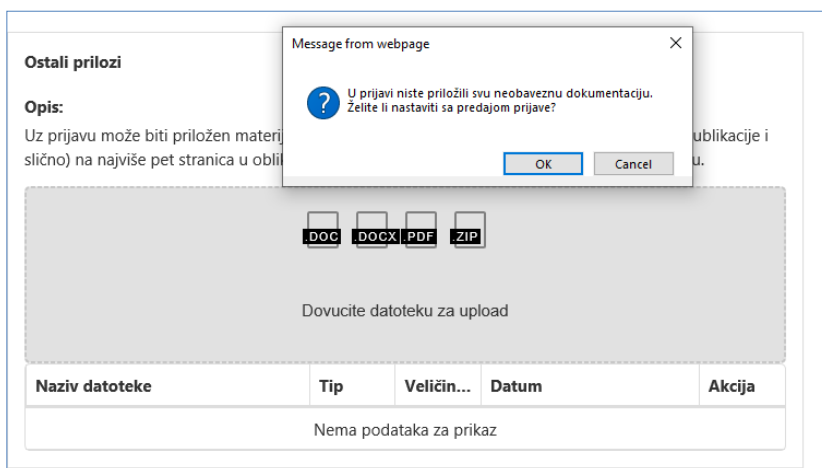 Message from webpage
U prijavi niste priložili svu neobaveznu dokumentaciju.
Želite li nastaviti sa predajom prijave?
OK Cancel
Ostali prilozi
Opis:
Uz prijavu može biti priložen ublikacije i
slično) na najviše pet stranica u
.DOC .DOCX .PDF .ZIP
Dovucite datoteku za upload
Naziv datoteke Tip Veličin... Datum Akcija
Nema podataka za prikaz